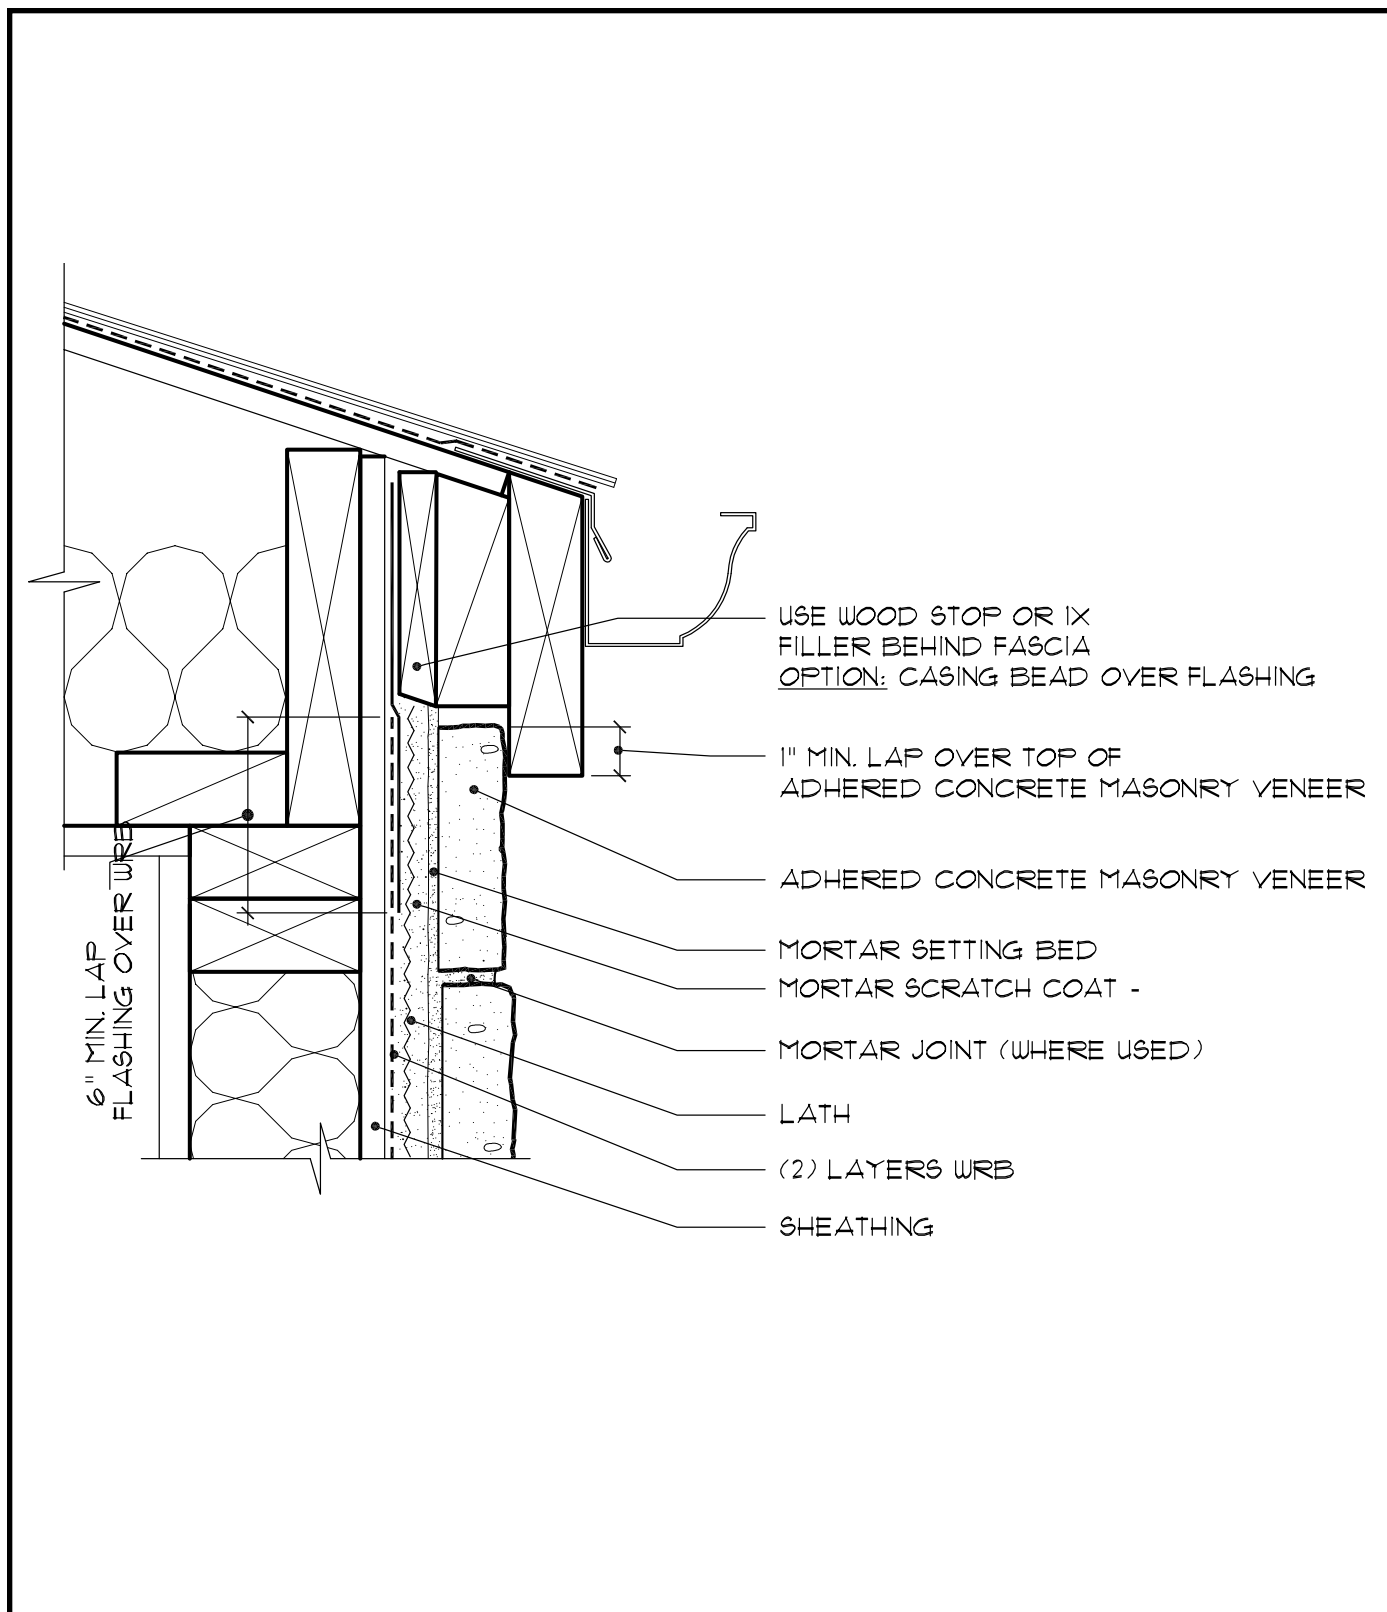 USE WOOD STOP OR 1X
FILLER BEHIND FASCIA
OPTION: CASING BEAD OVER FLASHING
1" MIN. LAP OVER TOP OF
ADHERED CONCRETE MASONRY VENEER
ADHERED CONCRETE MASONRY VENEER
MORTAR SETTING BED
MORTAR SCRATCH COAT -
MORTAR JOINT (WHERE USED)
LATH
(2) LAYERS WRB
SHEATHING
6" MIN. LAP
FLASHING OVER WRB